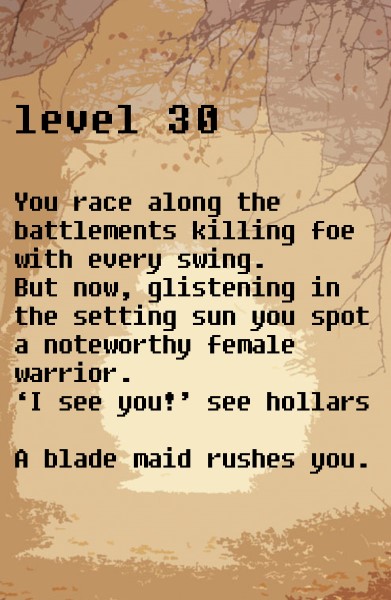 level 30
You race along the
battlements killing foe
with every swing.
But now, glistening in
the setting sun you spot
a noteworthy female
warrior.
‘I see you!’ see hollars
A blade maid rushes you.